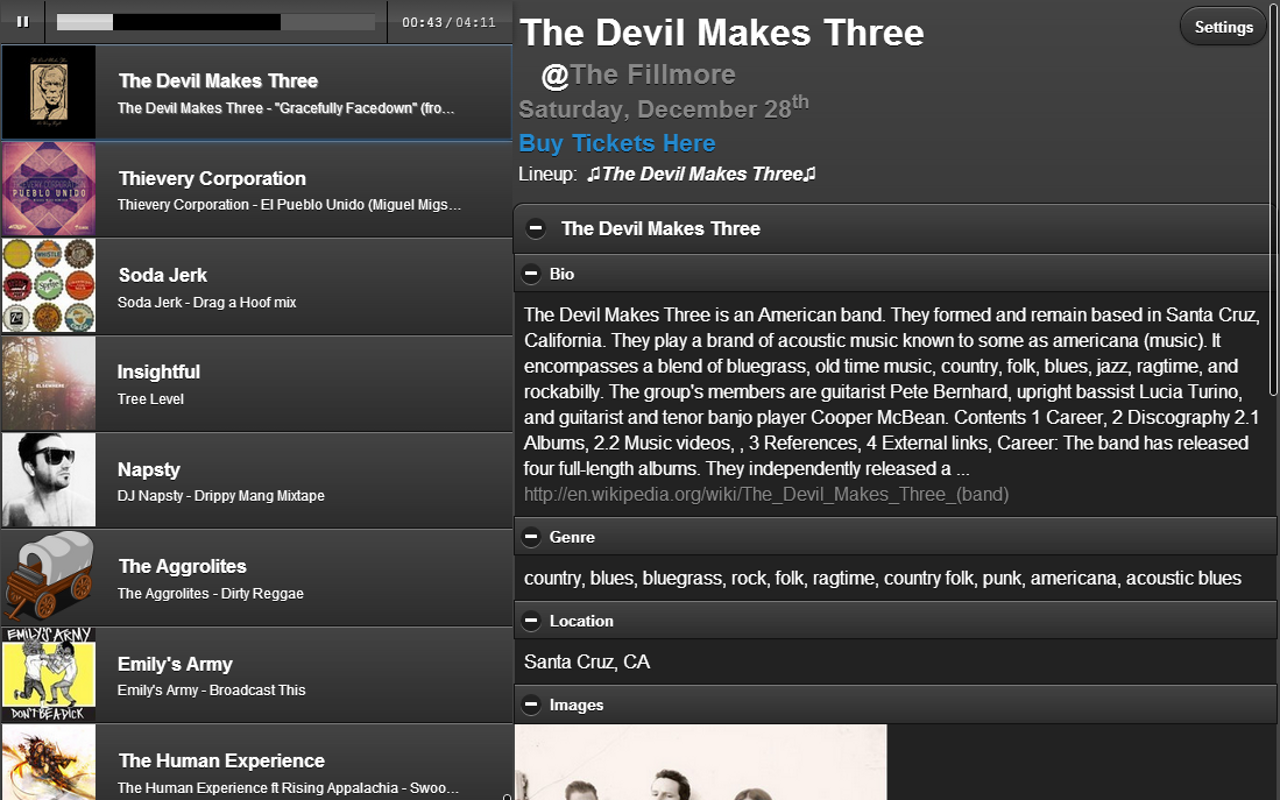 00:43/04:11
The Devil Makes Three
The Devil Makes Three - "Gracefully Facedown" (fro...
PUEBLO UNIDO
Thievery Corporation
Thievery Corporation - El Pueblo Unido (Miguel Migs...
Soda Jerk
Soda Jerk - Drag a Hoof mix
ELSEWHERE
Insightful
Tree Level
Napsty
DJ Napsty - Drippy Mang Mixtape
The Aggrolites
The Aggrolites - Dirty Reggae
EMILY'S ARMY
DON'T BE A DICK
Emily's Army
Emily's Army - Broadcast This
The Human Experience
The Human Experience ft Rising Appalachia - Swoo...
The Devil Makes Three
Settings
@The Fillmore
Saturday, December 28th
Buy Tickets Here
Lineup: ♫The Devil Makes Three♫
The Devil Makes Three
Bio
The Devil Makes Three is an American band. They formed and remain based in Santa Cruz,
California. They play a brand of acoustic music known to some as americana (music). It
encompasses a blend of bluegrass, old time music, country, folk, blues, jazz, ragtime, and
rockabilly. The group's members are guitarist Pete Bernhard, upright bassist Lucia Turino,
and guitarist and tenor banjo player Cooper McBean. Contents 1 Career, 2 Discography 2.1
Albums, 2.2 Music videos, , 3 References, 4 External links, Career: The band has released
four full-length albums. They independently released a ...
http://en.wikipedia.org/wiki/The_Devil_Makes_Three_(band)
Genre
country, blues, bluegrass, rock, folk, ragtime, country folk, punk, americana, acoustic blues
Location
Santa Cruz, CA
Images